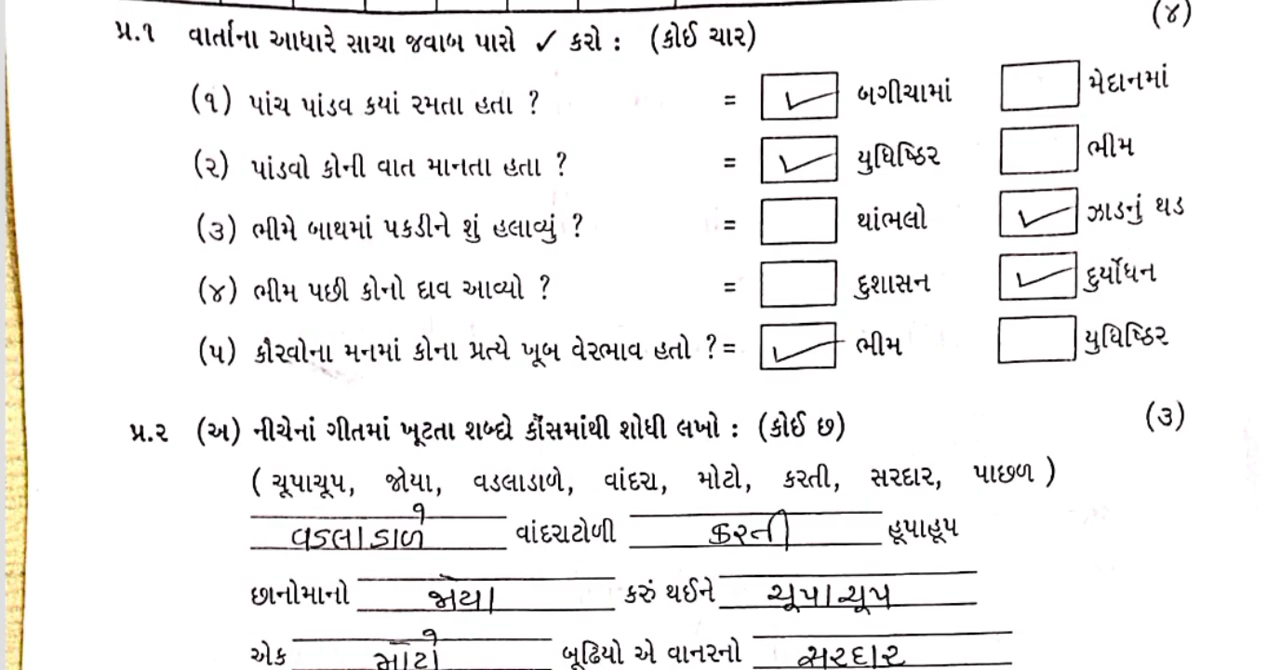 (૪)
પ્ર.૧ વાર્તાના આધારે સાચા જવાબ પાસે ✓ કરો : (કોઈ ચાર)
(૧) પાંચ પાંડવ કયાં રમતા હતા ? = ✓ બગીચામાં મેદાનમાં
(૨) પાંડવો કોની વાત માનતા હતા ? = ✓ યુધિષ્ઠિર ભીમ
(૩) ભીમે બાથમાં પકડીને શું હલાવ્યું ? = થાંભલો ✓ ઝાડનું થડ
(૪) ભીમ પછી કોનો દાવ આવ્યો ? = દુશાસન ✓ દુર્યોધન
(૫) કૌરવોના મનમાં કોના પ્રત્યે ખૂબ વેરભાવ હતો ? = ✓ ભીમ યુધિષ્ઠિર
પ્ર.૨ (અ) નીચેનાં ગીતમાં ખૂટતા શબ્દો કૌંસમાંથી શોધી લખો : (કોઈ છ) (૩)
( ચૂપાચૂપ, જોયા, વડલાડાળે, વાંદરા, મોટો, કરતી, સરદાર, પાછળ )
વડલાડાળે વાંદરાટોળી કરતી હૂપાહૂપ
છાનોમાનો જોયા કરું થઈને ચૂપાચૂપ
એક મોટો બૂઢિયો એ વાનરનો સરદાર